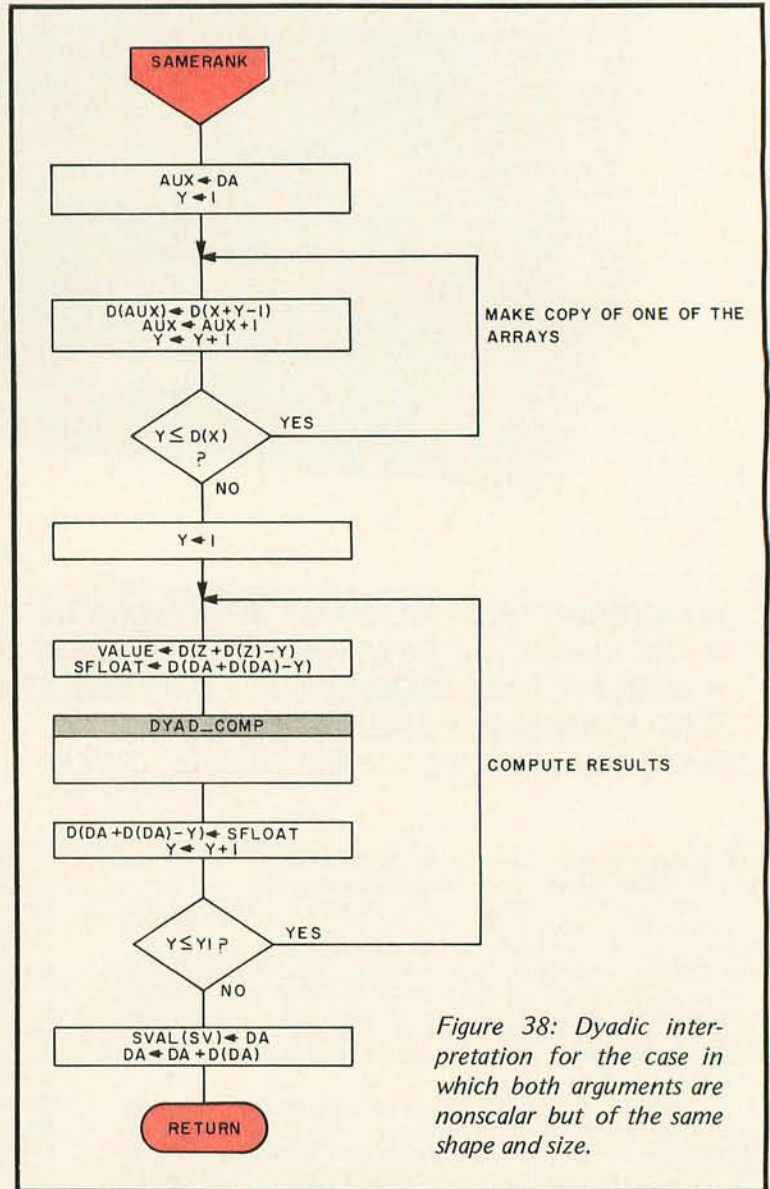 SAMERANK
AUX ← DA
Y ← 1
D(AUX) ← D(X+Y-1)
AUX ← AUX+1
Y ← Y+1
MAKE COPY OF ONE OF THE
ARRAYS
Y ≤ D(X)
?
YES
NO
Y ← 1
VALUE ← D(Z+D(Z)-Y)
SFLOAT ← D(DA+D(DA)-Y)
DYAD_COMP
COMPUTE RESULTS
D(DA+D(DA)-Y) ← SFLOAT
Y ← Y+1
Y ≤ Y1 ?
YES
NO
SVAL(SV) ← DA
DA ← DA+D(DA)
RETURN
Figure 38: Dyadic inter-
pretation for the case in
which both arguments are
nonscalar but of the same
shape and size.